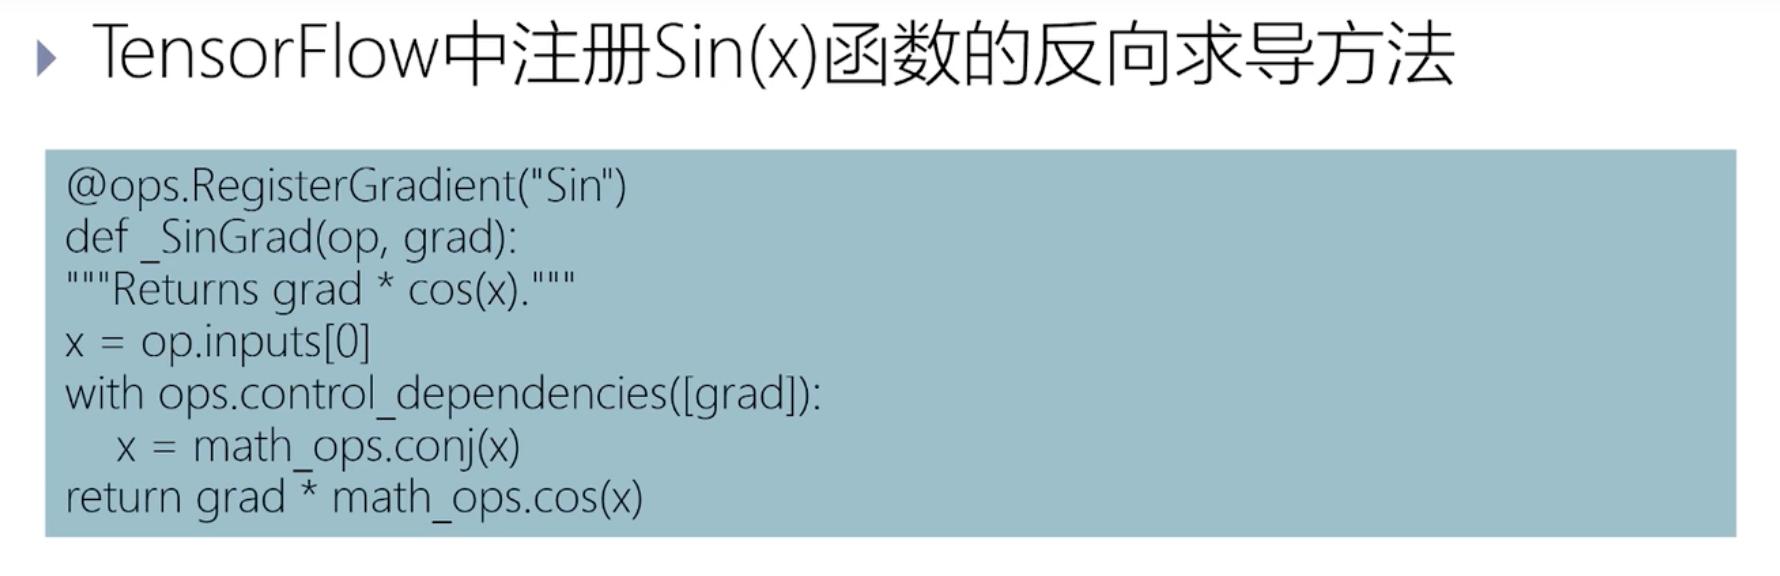 TensorFlow中注册Sin(x)函数的反向求导方法
@ops.RegisterGradient("Sin")
def _SinGrad(op, grad):
"""Returns grad * cos(x)."""
x = op.inputs[0]
with ops.control_dependencies([grad]):
    x = math_ops.conj(x)
return grad * math_ops.cos(x)